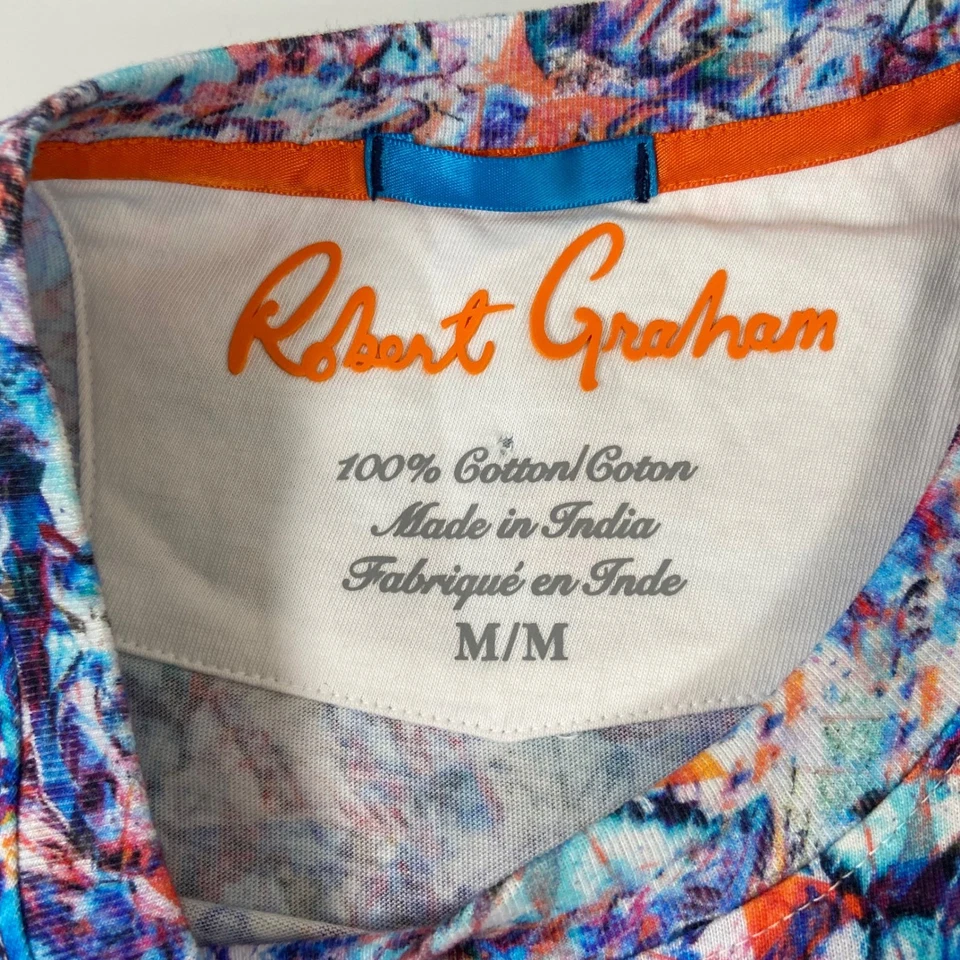 Robert Graham
100% Cotton/Coton
Made in India
Fabriqué en Inde
M/M